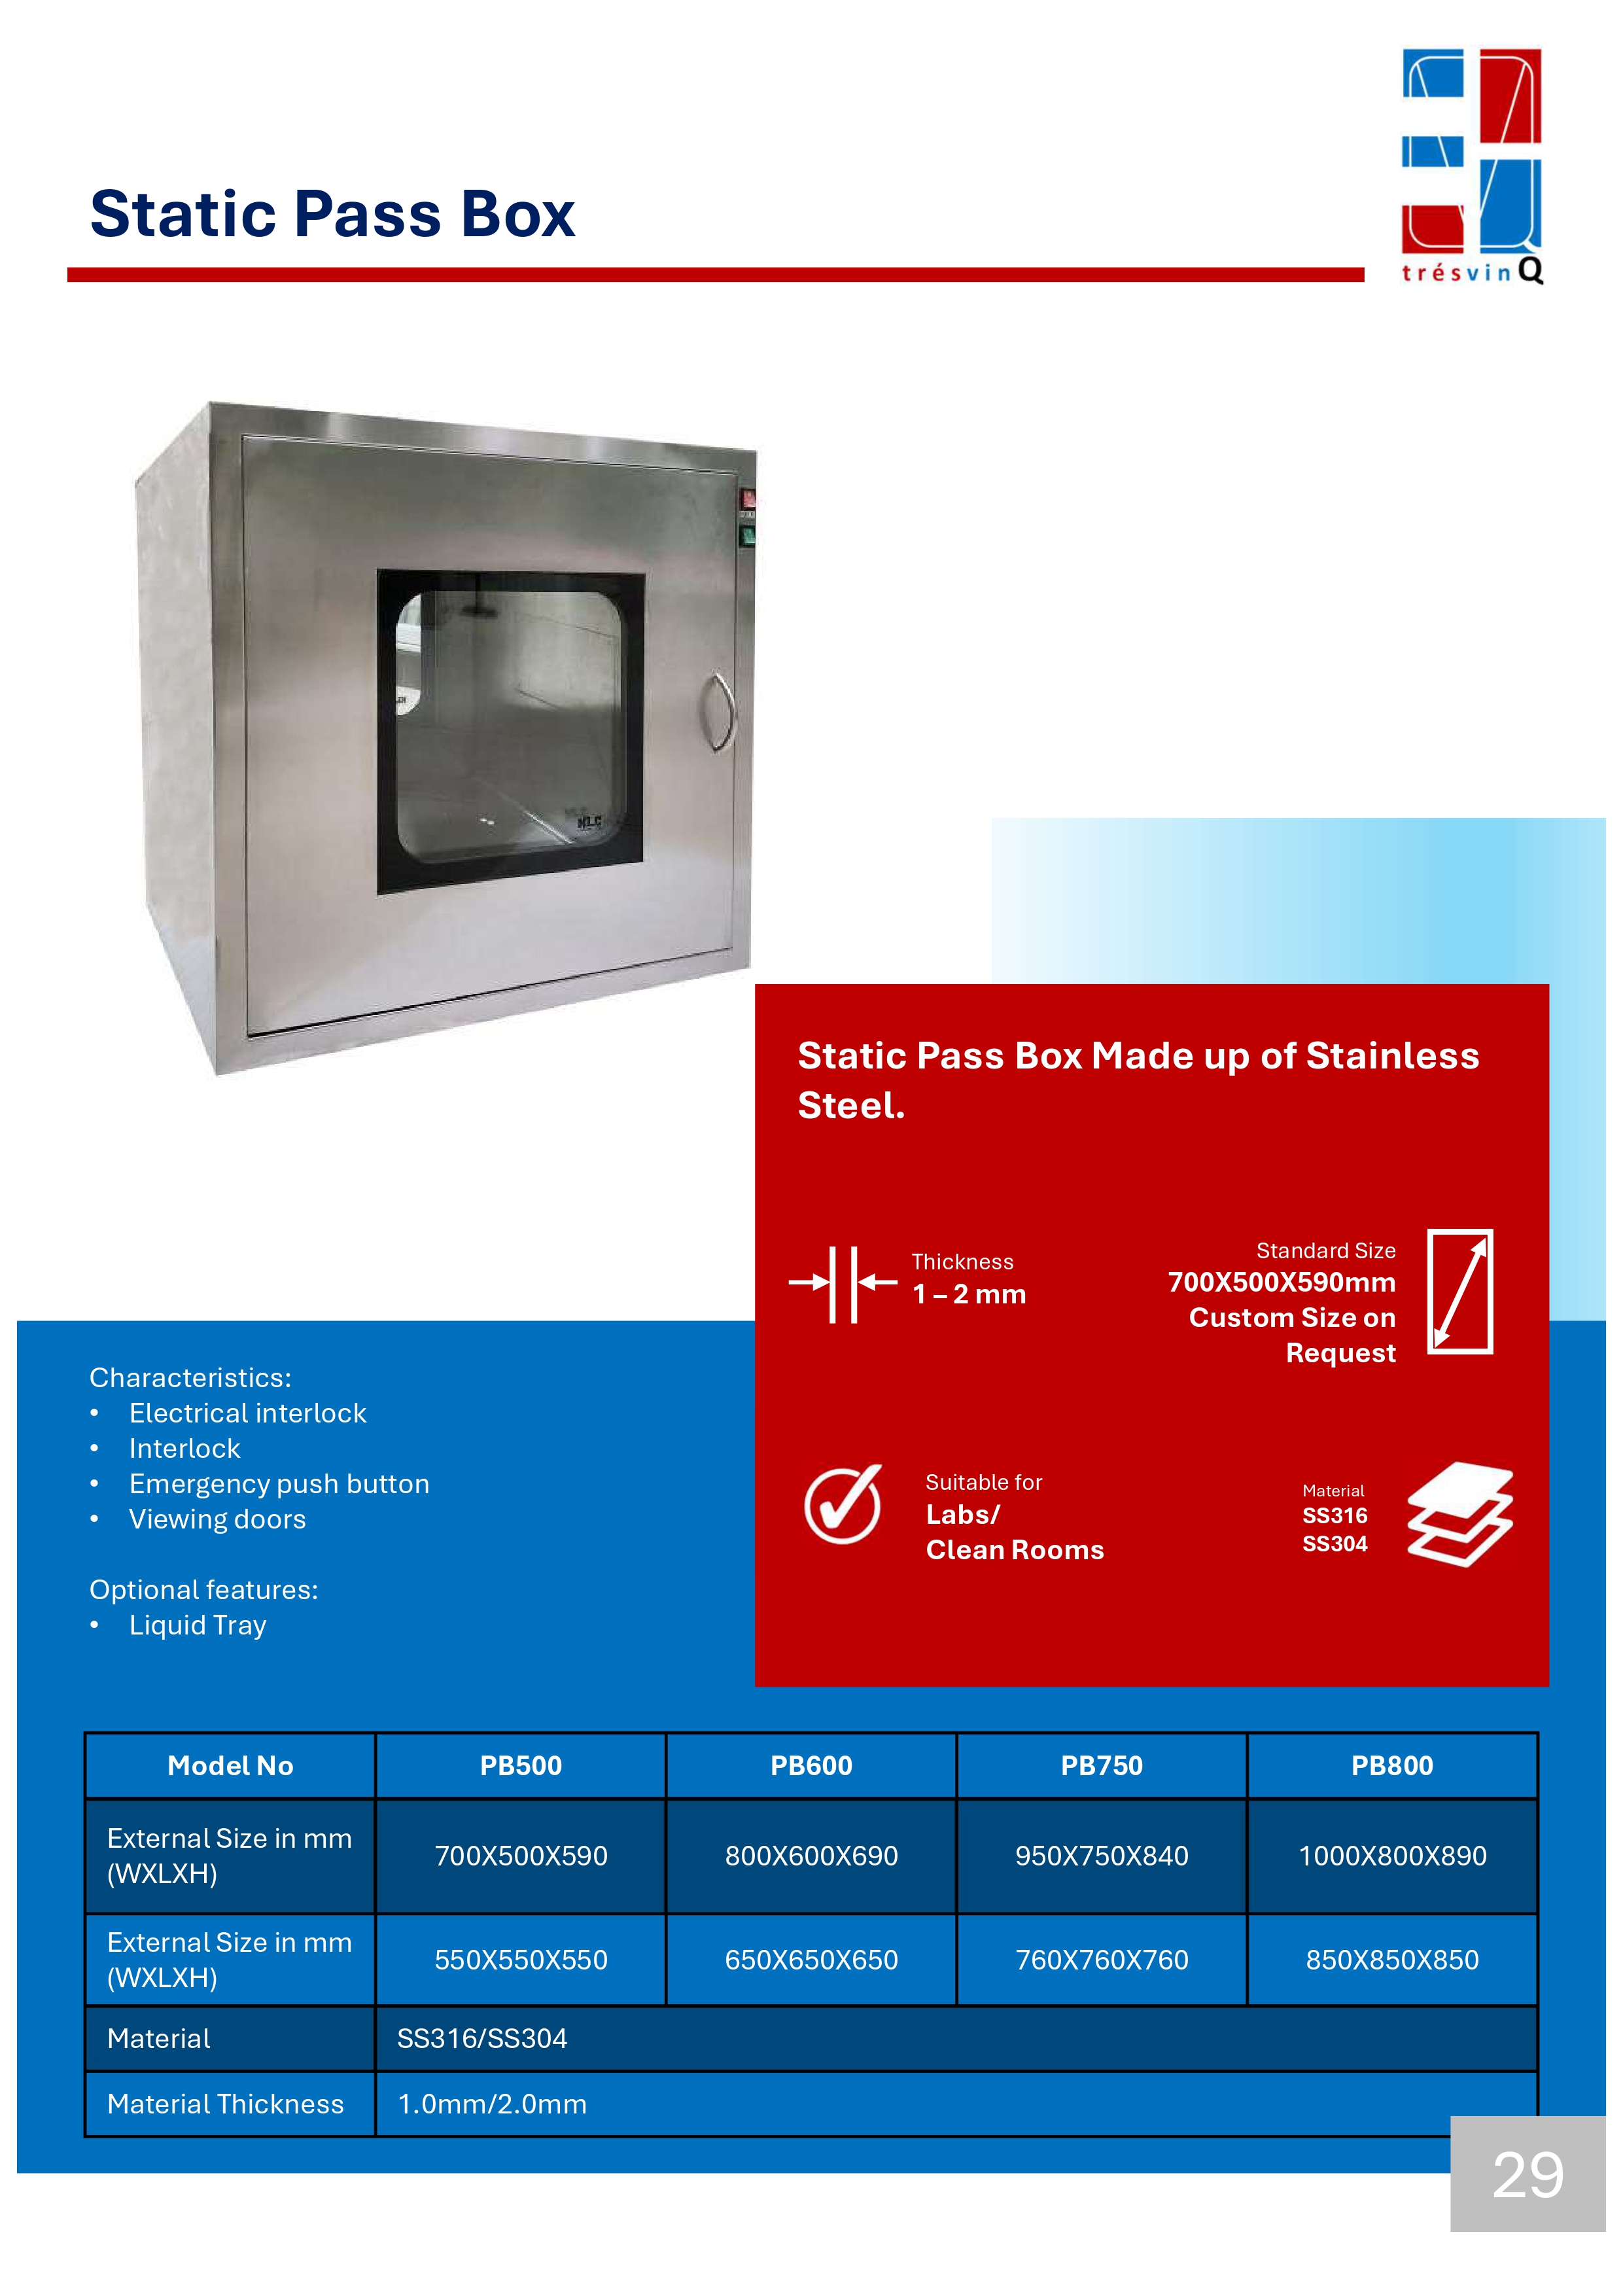 Static Pass Box
trésvinQ
NLC
Static Pass Box Made up of Stainless
Steel.
Thickness
1 – 2 mm
Standard Size
700X500X590mm
Custom Size on
Request
Suitable for
Labs/
Clean Rooms
Material
SS316
SS304
Characteristics:
• Electrical interlock
• Interlock
• Emergency push button
• Viewing doors
Optional features:
• Liquid Tray
Model No PB500 PB600 PB750 PB800
External Size in mm
(WXLXH) 700X500X590 800X600X690 950X750X840 1000X800X890
External Size in mm
(WXLXH) 550X550X550 650X650X650 760X760X760 850X850X850
Material SS316/SS304
Material Thickness 1.0mm/2.0mm
29